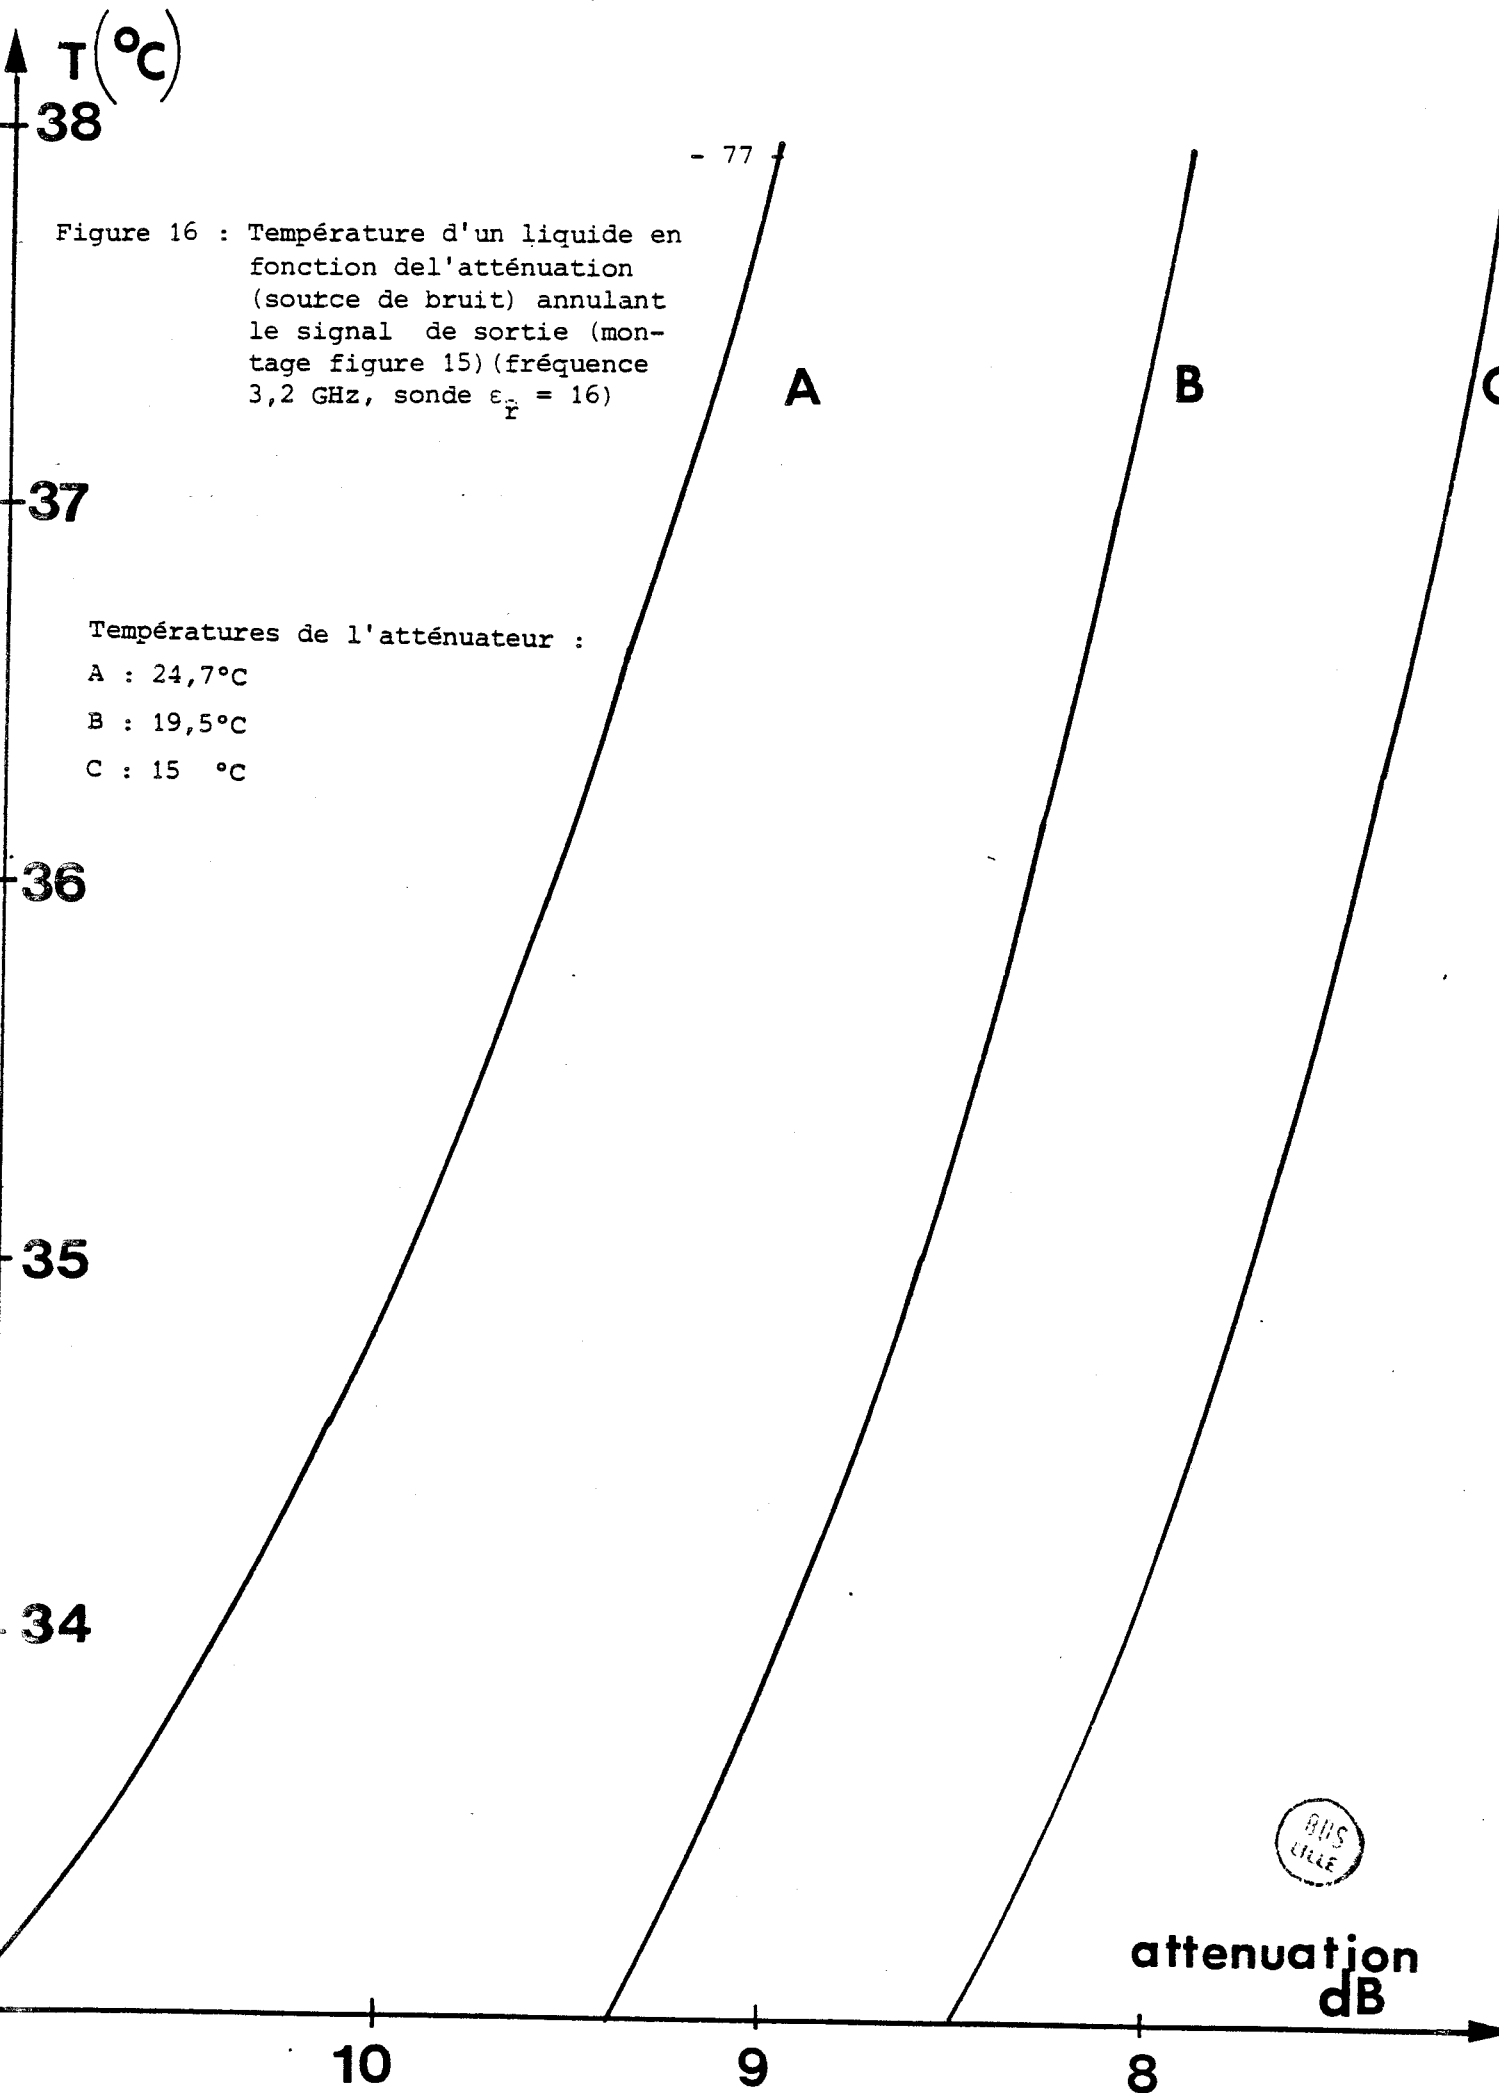 T(°C)
38
- 77 -
Figure 16 : Température d'un liquide en
fonction del'atténuation
(source de bruit) annulant
le signal de sortie (mon-
tage figure 15)(fréquence
3,2 GHz, sonde εr = 16)
A
B
C
37
Températures de l'atténuateur :
A : 24,7°C
B : 19,5°C
C : 15 °C
36
35
34
BUS
LILLE
attenuation
dB
10
9
8